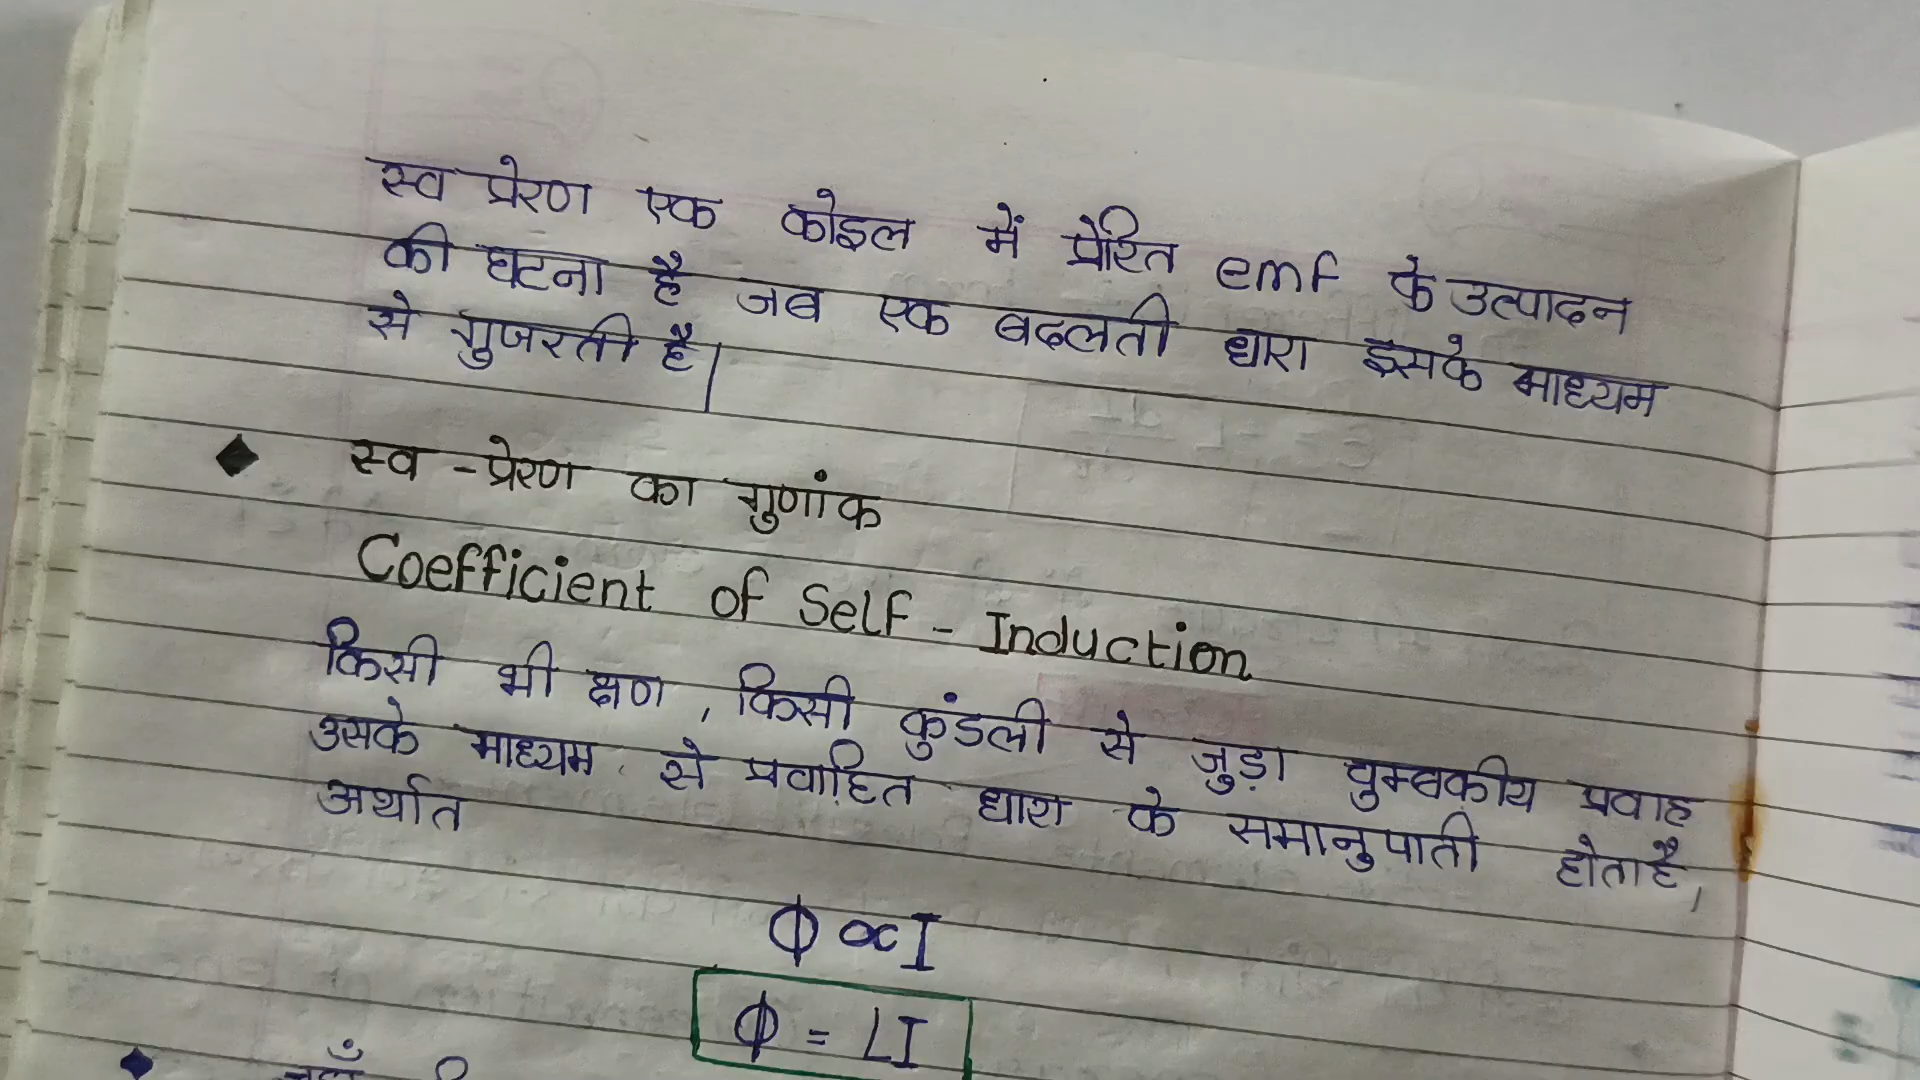 स्व प्रेरण एक कोइल में प्रेरित emf के उत्पादन
की घटना है जब एक बदलती धारा इसके माध्यम
से गुजरती है|
◆ स्व-प्रेरण का गुणांक
Coefficient of Self-Induction
किसी भी क्षण, किसी कुंडली से जुड़ा चुम्बकीय प्रवाह
उसके माध्यम से प्रवाहित धारा के समानुपाती होता है,
अर्थात
Φ ∝ I
Φ = LI